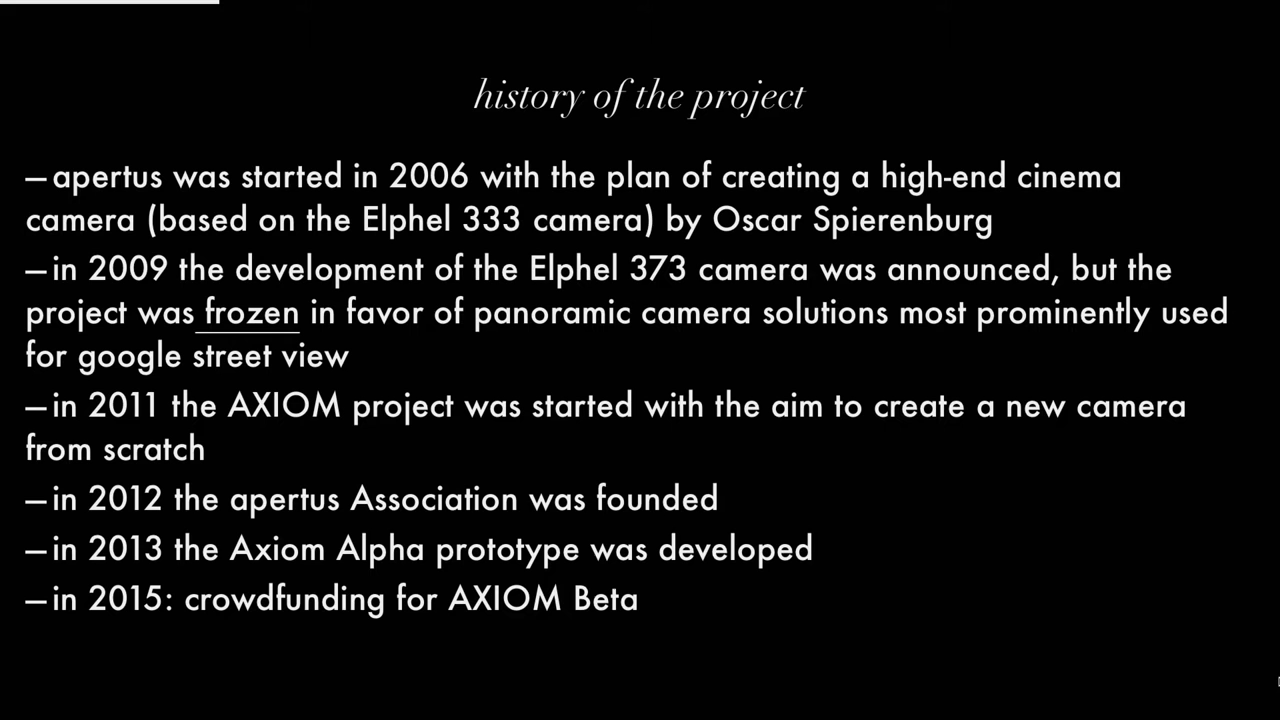 history of the project
—apertus was started in 2006 with the plan of creating a high-end cinema
camera (based on the Elphel 333 camera) by Oscar Spierenburg
—in 2009 the development of the Elphel 373 camera was announced, but the
project was frozen in favor of panoramic camera solutions most prominently used
for google street view
—in 2011 the AXIOM project was started with the aim to create a new camera
from scratch
—in 2012 the apertus Association was founded
—in 2013 the Axiom Alpha prototype was developed
—in 2015: crowdfunding for AXIOM Beta